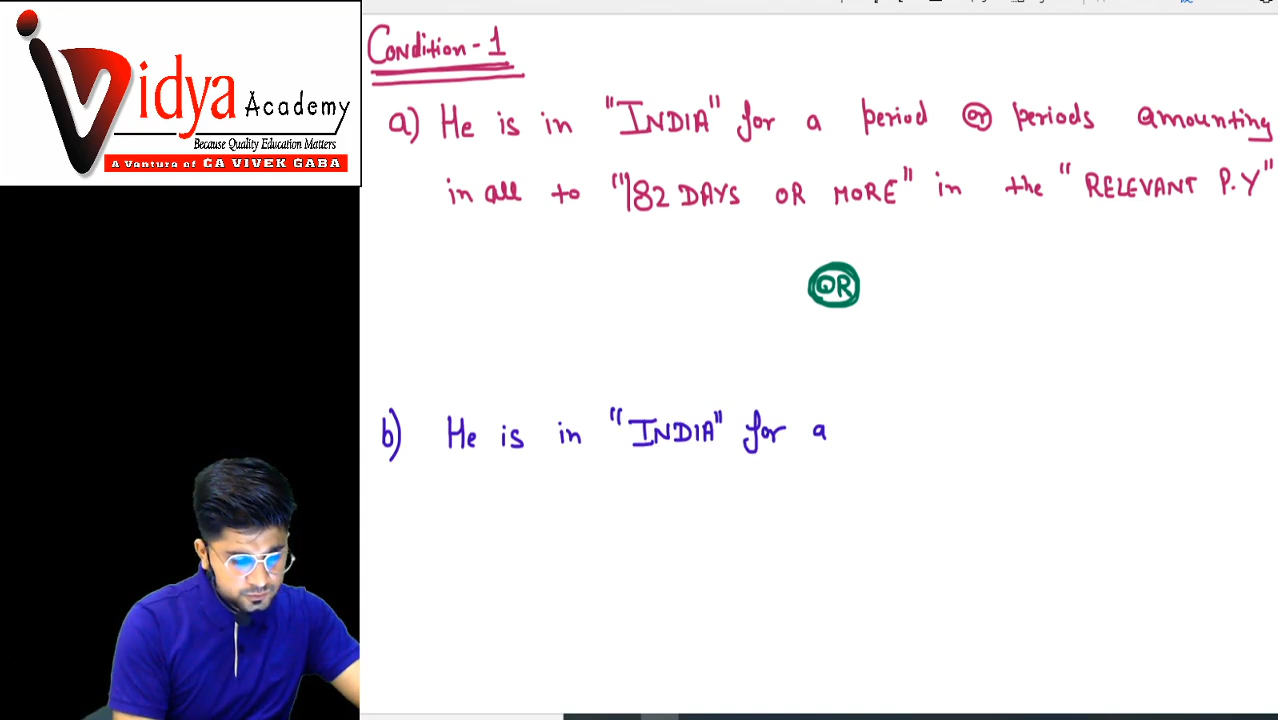 Vidya Academy
Because Quality Education Matters
A Ventura of CA VIVEK GABA
Condition - 1
a) He is in "INDIA" for a period or periods amounting
in all to "182 DAYS OR MORE" in the "RELEVANT P.Y"
OR
b) He is in "INDIA" for a